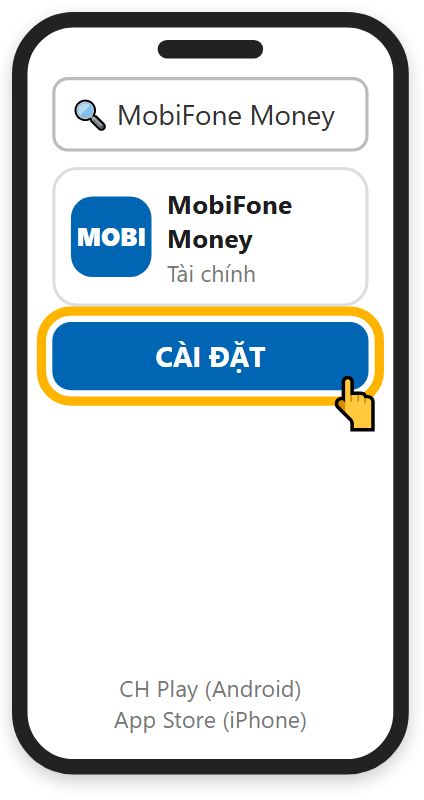 MobiFone Money
MOBI
MobiFone
Money
Tài chính
CÀI ĐẶT
CH Play (Android)
App Store (iPhone)